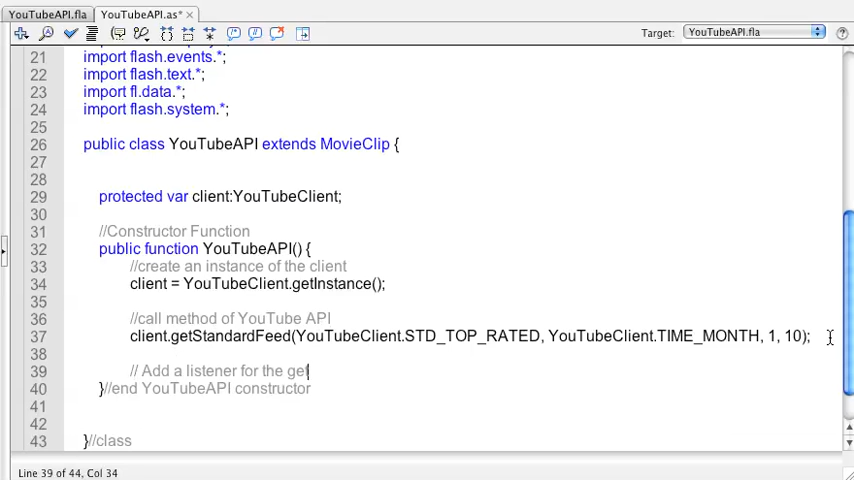 YouTubeAPI.fla YouTubeAPI.as*
Target: YouTubeAPI.fla
21 import flash.events.*;
22 import flash.text.*;
23 import fl.data.*;
24 import flash.system.*;
25
26 public class YouTubeAPI extends MovieClip {
27
28
29 protected var client:YouTubeClient;
30
31 //Constructor Function
32 public function YouTubeAPI() {
33 //create an instance of the client
34 client = YouTubeClient.getInstance();
35
36 //call method of YouTube API
37 client.getStandardFeed(YouTubeClient.STD_TOP_RATED, YouTubeClient.TIME_MONTH, 1, 10);
38
39 // Add a listener for the get
40 }//end YouTubeAPI constructor
41
42
43 }//class
Line 39 of 44, Col 34